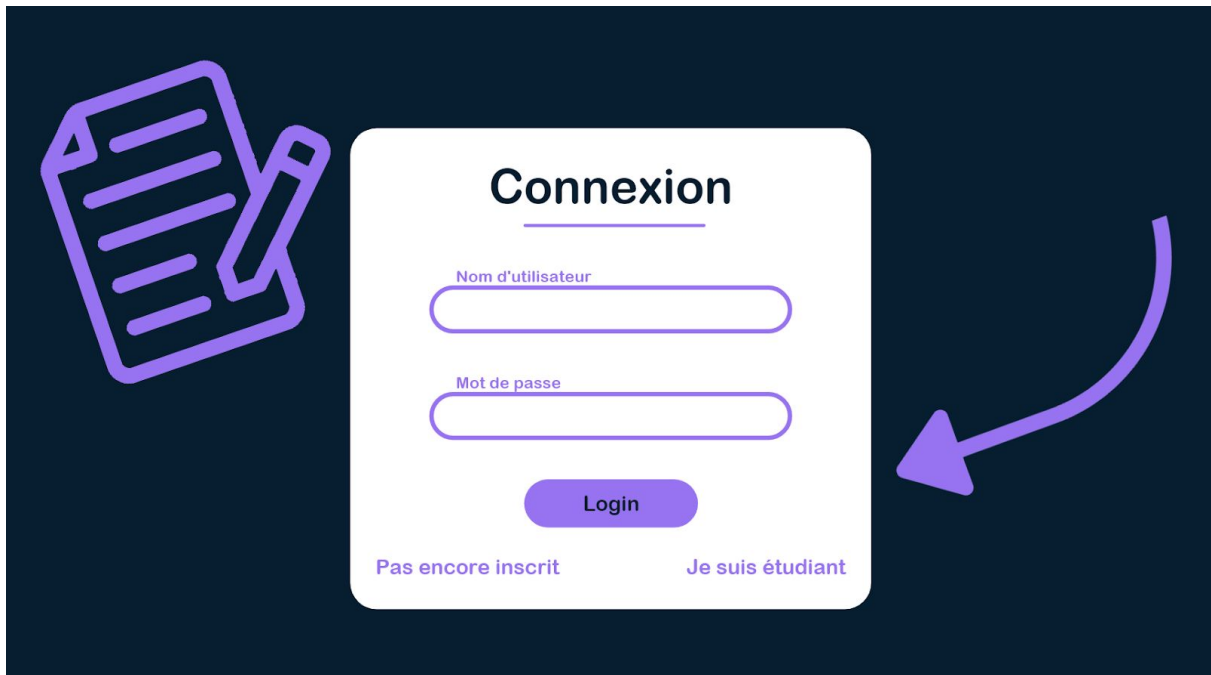 Connexion
Nom d'utilisateur
Mot de passe
Login
Pas encore inscrit
Je suis étudiant